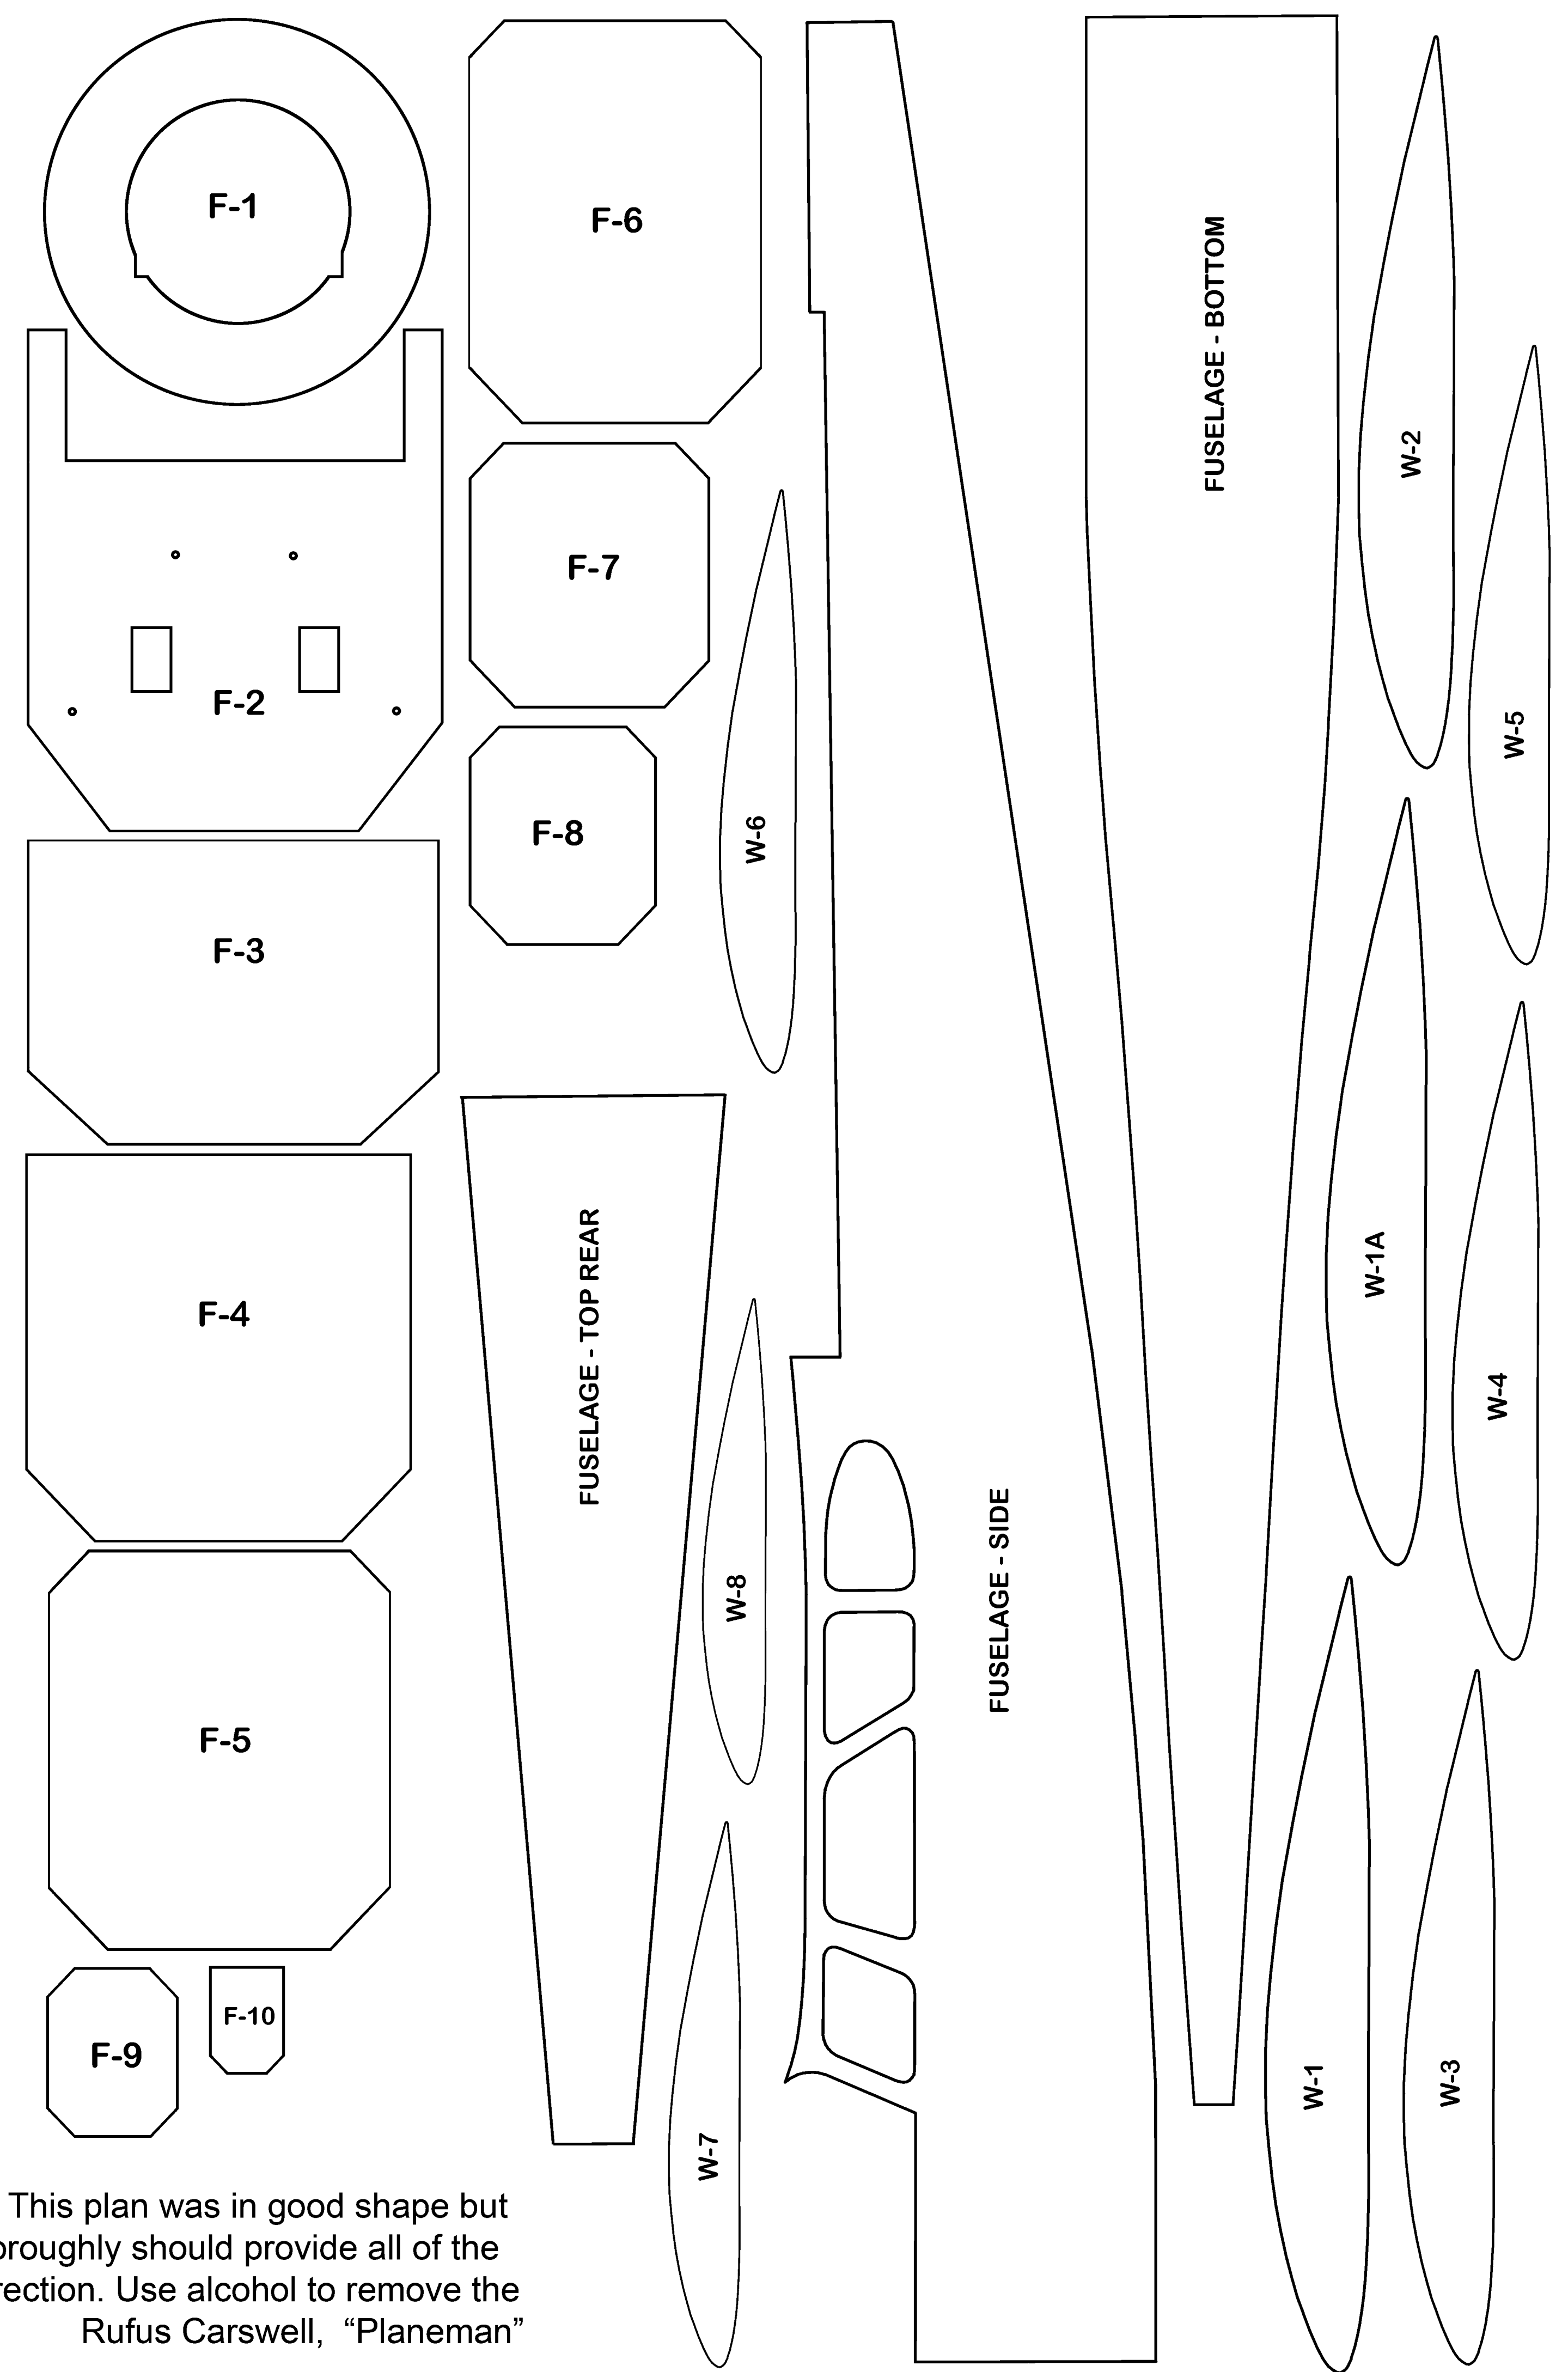 F-1
F-6
FUSELAGE - BOTTOM
W-2
F-7
W-5
F-2
F-8
W-6
F-3
W-1A
F-4
FUSELAGE - TOP REAR
W-4
W-8
FUSELAGE - SIDE
F-5
F-10
F-9
W-7
W-1
W-3
This plan was in good shape but
oroughly should provide all of the
rection. Use alcohol to remove the
Rufus Carswell, “Planeman”